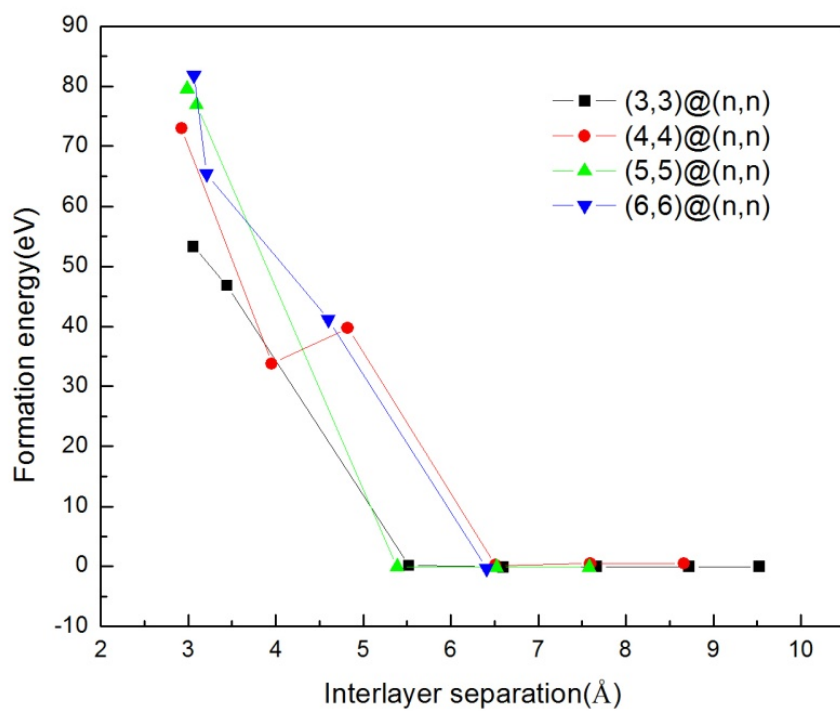 90
80
70
60
50
40
30
20
10
0
-10
Formation energy(eV)
(3,3)@(n,n)
(4,4)@(n,n)
(5,5)@(n,n)
(6,6)@(n,n)
2 3 4 5 6 7 8 9 10
Interlayer separation(Å)